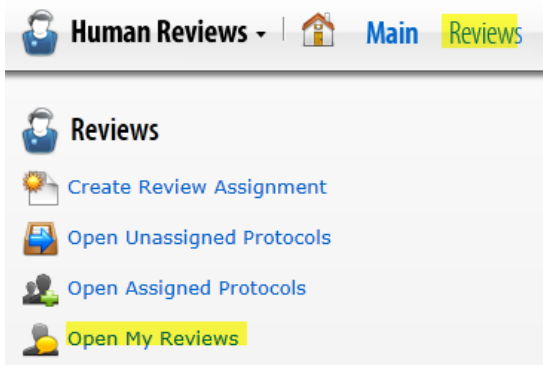 Human Reviews Main Reviews
Reviews
Create Review Assignment
Open Unassigned Protocols
Open Assigned Protocols
Open My Reviews